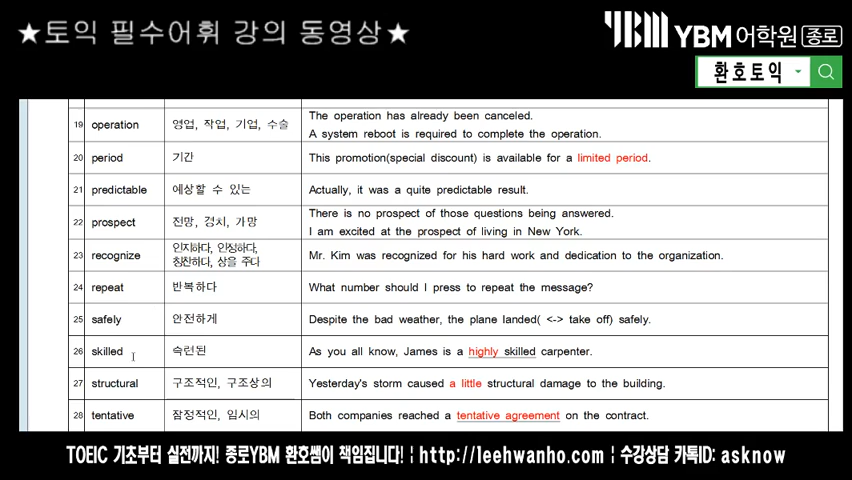 ★토익 필수어휘 강의 동영상★
YBM YBM어학원 종로
환호토익
19 operation 영업, 작업, 기업, 수술 The operation has already been canceled.
A system reboot is required to complete the operation.
20 period 기간 This promotion(special discount) is available for a limited period.
21 predictable 예상할 수 있는 Actually, it was a quite predictable result.
22 prospect 전망, 경치, 가망 There is no prospect of those questions being answered.
I am excited at the prospect of living in New York.
23 recognize 인지하다, 인정하다, 칭찬하다, 상을 주다 Mr. Kim was recognized for his hard work and dedication to the organization.
24 repeat 반복하다 What number should I press to repeat the message?
25 safely 안전하게 Despite the bad weather, the plane landed( <-> take off) safely.
26 skilled 숙련된 As you all know, James is a highly skilled carpenter.
27 structural 구조적인, 구조상의 Yesterday's storm caused a little structural damage to the building.
28 tentative 잠정적인, 임시의 Both companies reached a tentative agreement on the contract.
TOEIC 기초부터 실전까지! 종로YBM 환호쌤이 책임집니다! ¦ http://leehwanho.com ¦ 수강상담 카톡ID: asknow